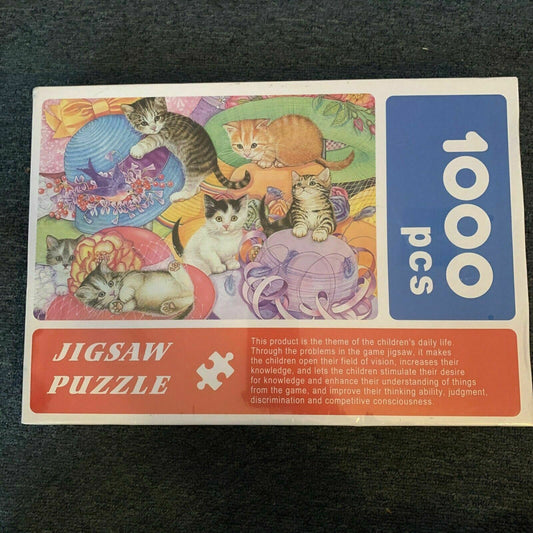 1000
pcs
JIGSAW
PUZZLE
This product is the theme of the children's daily life.
Through the problems in the game jigsaw, it makes
the children open their field of vision, increases their
knowledge, and lets the children stimulate their desire
for knowledge and enhance their understanding of things
from the game, and improve their thinking ability, judgment,
discrimination and competitive consciousness.